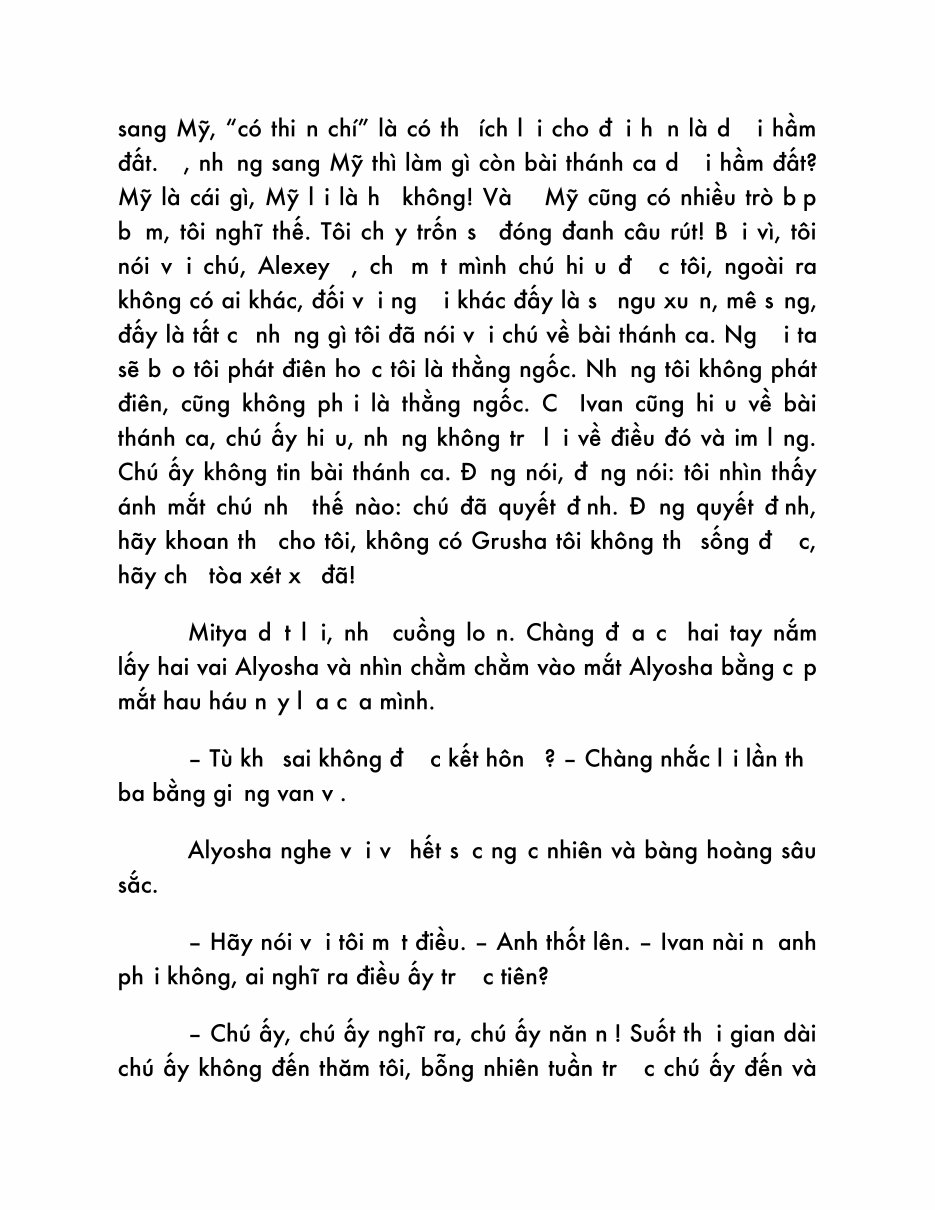 sang Mỹ, “có thi n chí” là có th ích l i cho đ i h n là d i hầm
đất. , nh ng sang Mỹ thì làm gì còn bài thánh ca d i hầm đất?
Mỹ là cái gì, Mỹ l i là h không! Và Mỹ cũng có nhiều trò b p
b m, tôi nghĩ thế. Tôi ch y trốn s đóng đanh câu rút! B i vì, tôi
nói v i chú, Alexey , ch m t mình chú hi u đ c tôi, ngoài ra
không có ai khác, đối v i ng i khác đấy là s ngu xu n, mê s ng,
đấy là tất c nh ng gì tôi đã nói v i chú về bài thánh ca. Ng i ta
sẽ b o tôi phát điên ho c tôi là thằng ngốc. Nh ng tôi không phát
điên, cũng không ph i là thằng ngốc. C Ivan cũng hi u về bài
thánh ca, chú ấy hi u, nh ng không tr l i về điều đó và im l ng.
Chú ấy không tin bài thánh ca. Đ ng nói, đ ng nói: tôi nhìn thấy
ánh mắt chú nh thế nào: chú đã quyết đ nh. Đ ng quyết đ nh,
hãy khoan th cho tôi, không có Grusha tôi không th sống đ c,
hãy ch tòa xét x đã!
Mitya d t l i, nh cuồng lo n. Chàng đ a c hai tay nắm
lấy hai vai Alyosha và nhìn chằm chằm vào mắt Alyosha bằng c p
mắt hau háu n y l a c a mình.
– Tù kh sai không đ c kết hôn ? – Chàng nhắc l i lần th
ba bằng gi ng van v .
Alyosha nghe v i v hết s c ng c nhiên và bàng hoàng sâu
sắc.
– Hãy nói v i tôi m t điều. – Anh thốt lên. – Ivan nài n anh
ph i không, ai nghĩ ra điều ấy tr c tiên?
– Chú ấy, chú ấy nghĩ ra, chú ấy năn n ! Suốt th i gian dài
chú ấy không đến thăm tôi, bỗng nhiên tuần tr c chú ấy đến và